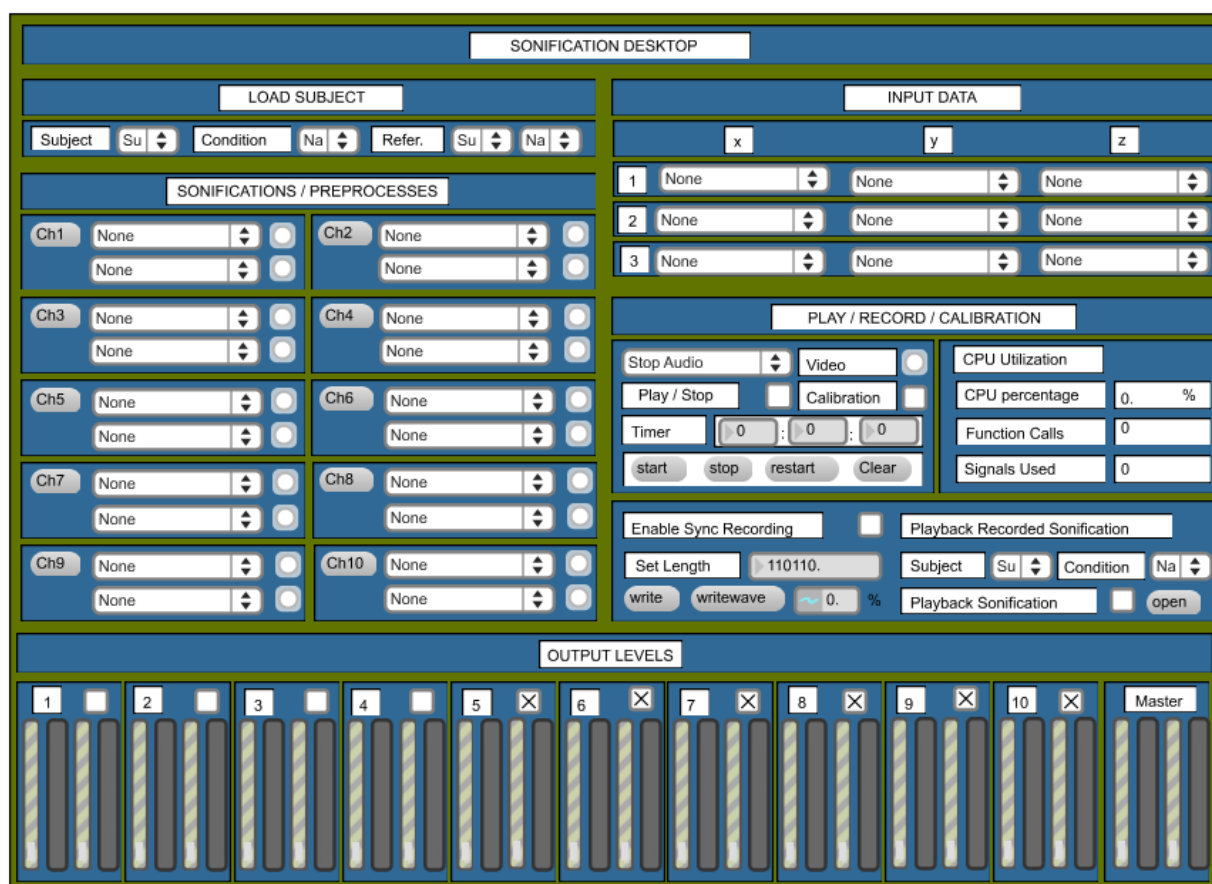 SONIFICATION DESKTOP
LOAD SUBJECT
Subject Su Condition Na Refer. Su Na
SONIFICATIONS / PREPROCESSES
Ch1 None Ch2 None
None None
Ch3 None Ch4 None
None None
Ch5 None Ch6 None
None None
Ch7 None Ch8 None
None None
Ch9 None Ch10 None
None None
INPUT DATA
x y z
1 None None None
2 None None None
3 None None None
PLAY / RECORD / CALIBRATION
Stop Audio Video
Play / Stop Calibration
Timer 0 : 0 : 0
start stop restart Clear
CPU Utilization
CPU percentage 0. %
Function Calls 0
Signals Used 0
Enable Sync Recording
Set Length 110110.
write writewave 0. %
Playback Recorded Sonification
Subject Su Condition Na
Playback Sonification open
OUTPUT LEVELS
1 2 3 4 5 6 7 8 9 10 Master